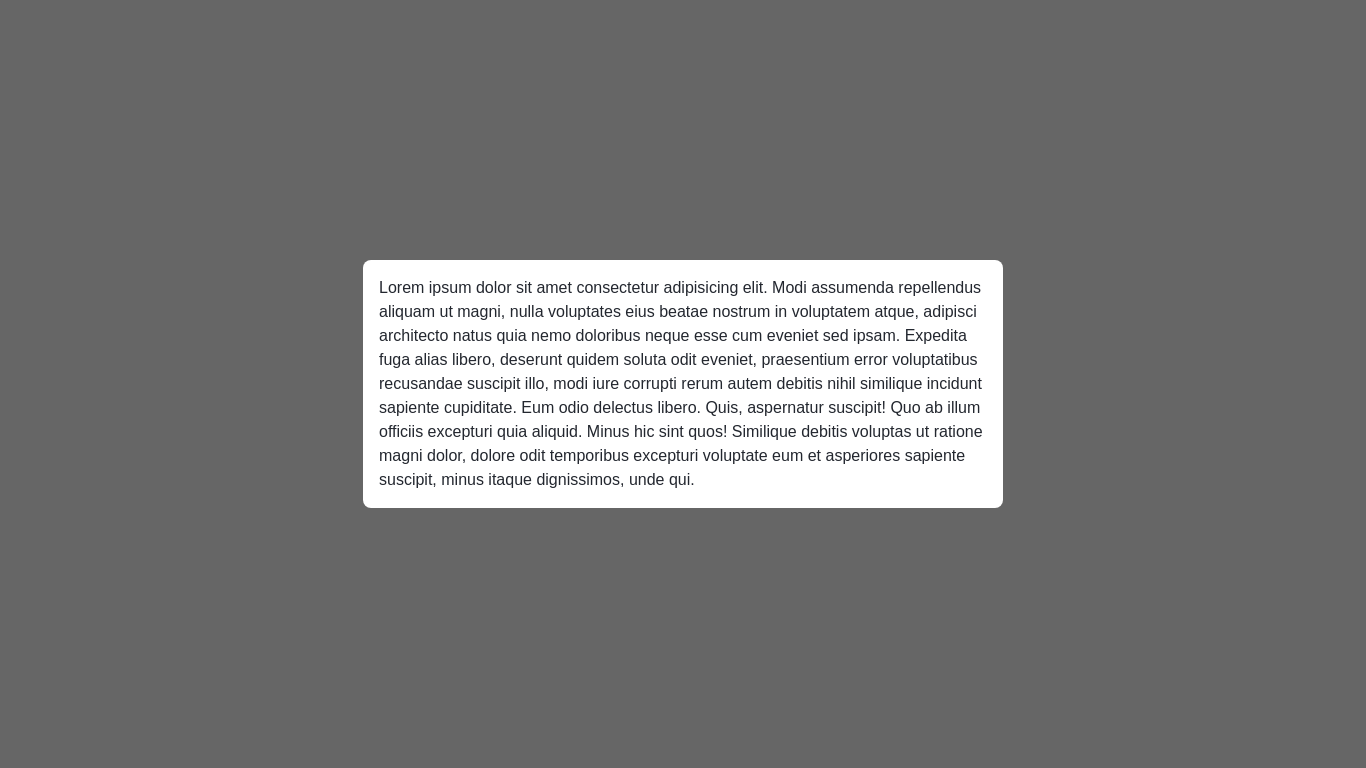 Lorem ipsum dolor sit amet consectetur adipisicing elit. Modi assumenda repellendus
aliquam ut magni, nulla voluptates eius beatae nostrum in voluptatem atque, adipisci
architecto natus quia nemo doloribus neque esse cum eveniet sed ipsam. Expedita
fuga alias libero, deserunt quidem soluta odit eveniet, praesentium error voluptatibus
recusandae suscipit illo, modi iure corrupti rerum autem debitis nihil similique incidunt
sapiente cupiditate. Eum odio delectus libero. Quis, aspernatur suscipit! Quo ab illum
officiis excepturi quia aliquid. Minus hic sint quos! Similique debitis voluptas ut ratione
magni dolor, dolore odit temporibus excepturi voluptate eum et asperiores sapiente
suscipit, minus itaque dignissimos, unde qui.